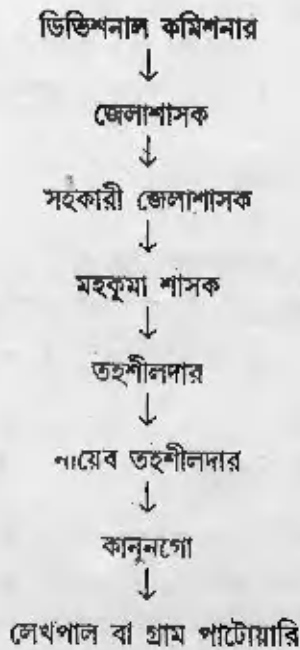 ডিভিশনাল কমিশনার
↓
জেলাশাসক
↓
সহকারী জেলাশাসক
↓
মহকুমা শাসক
↓
তহশীলদার
↓
নায়েব তহশীলদার
↓
কানুনগো
↓
লেখপাল বা গ্রাম পাটোয়ারি